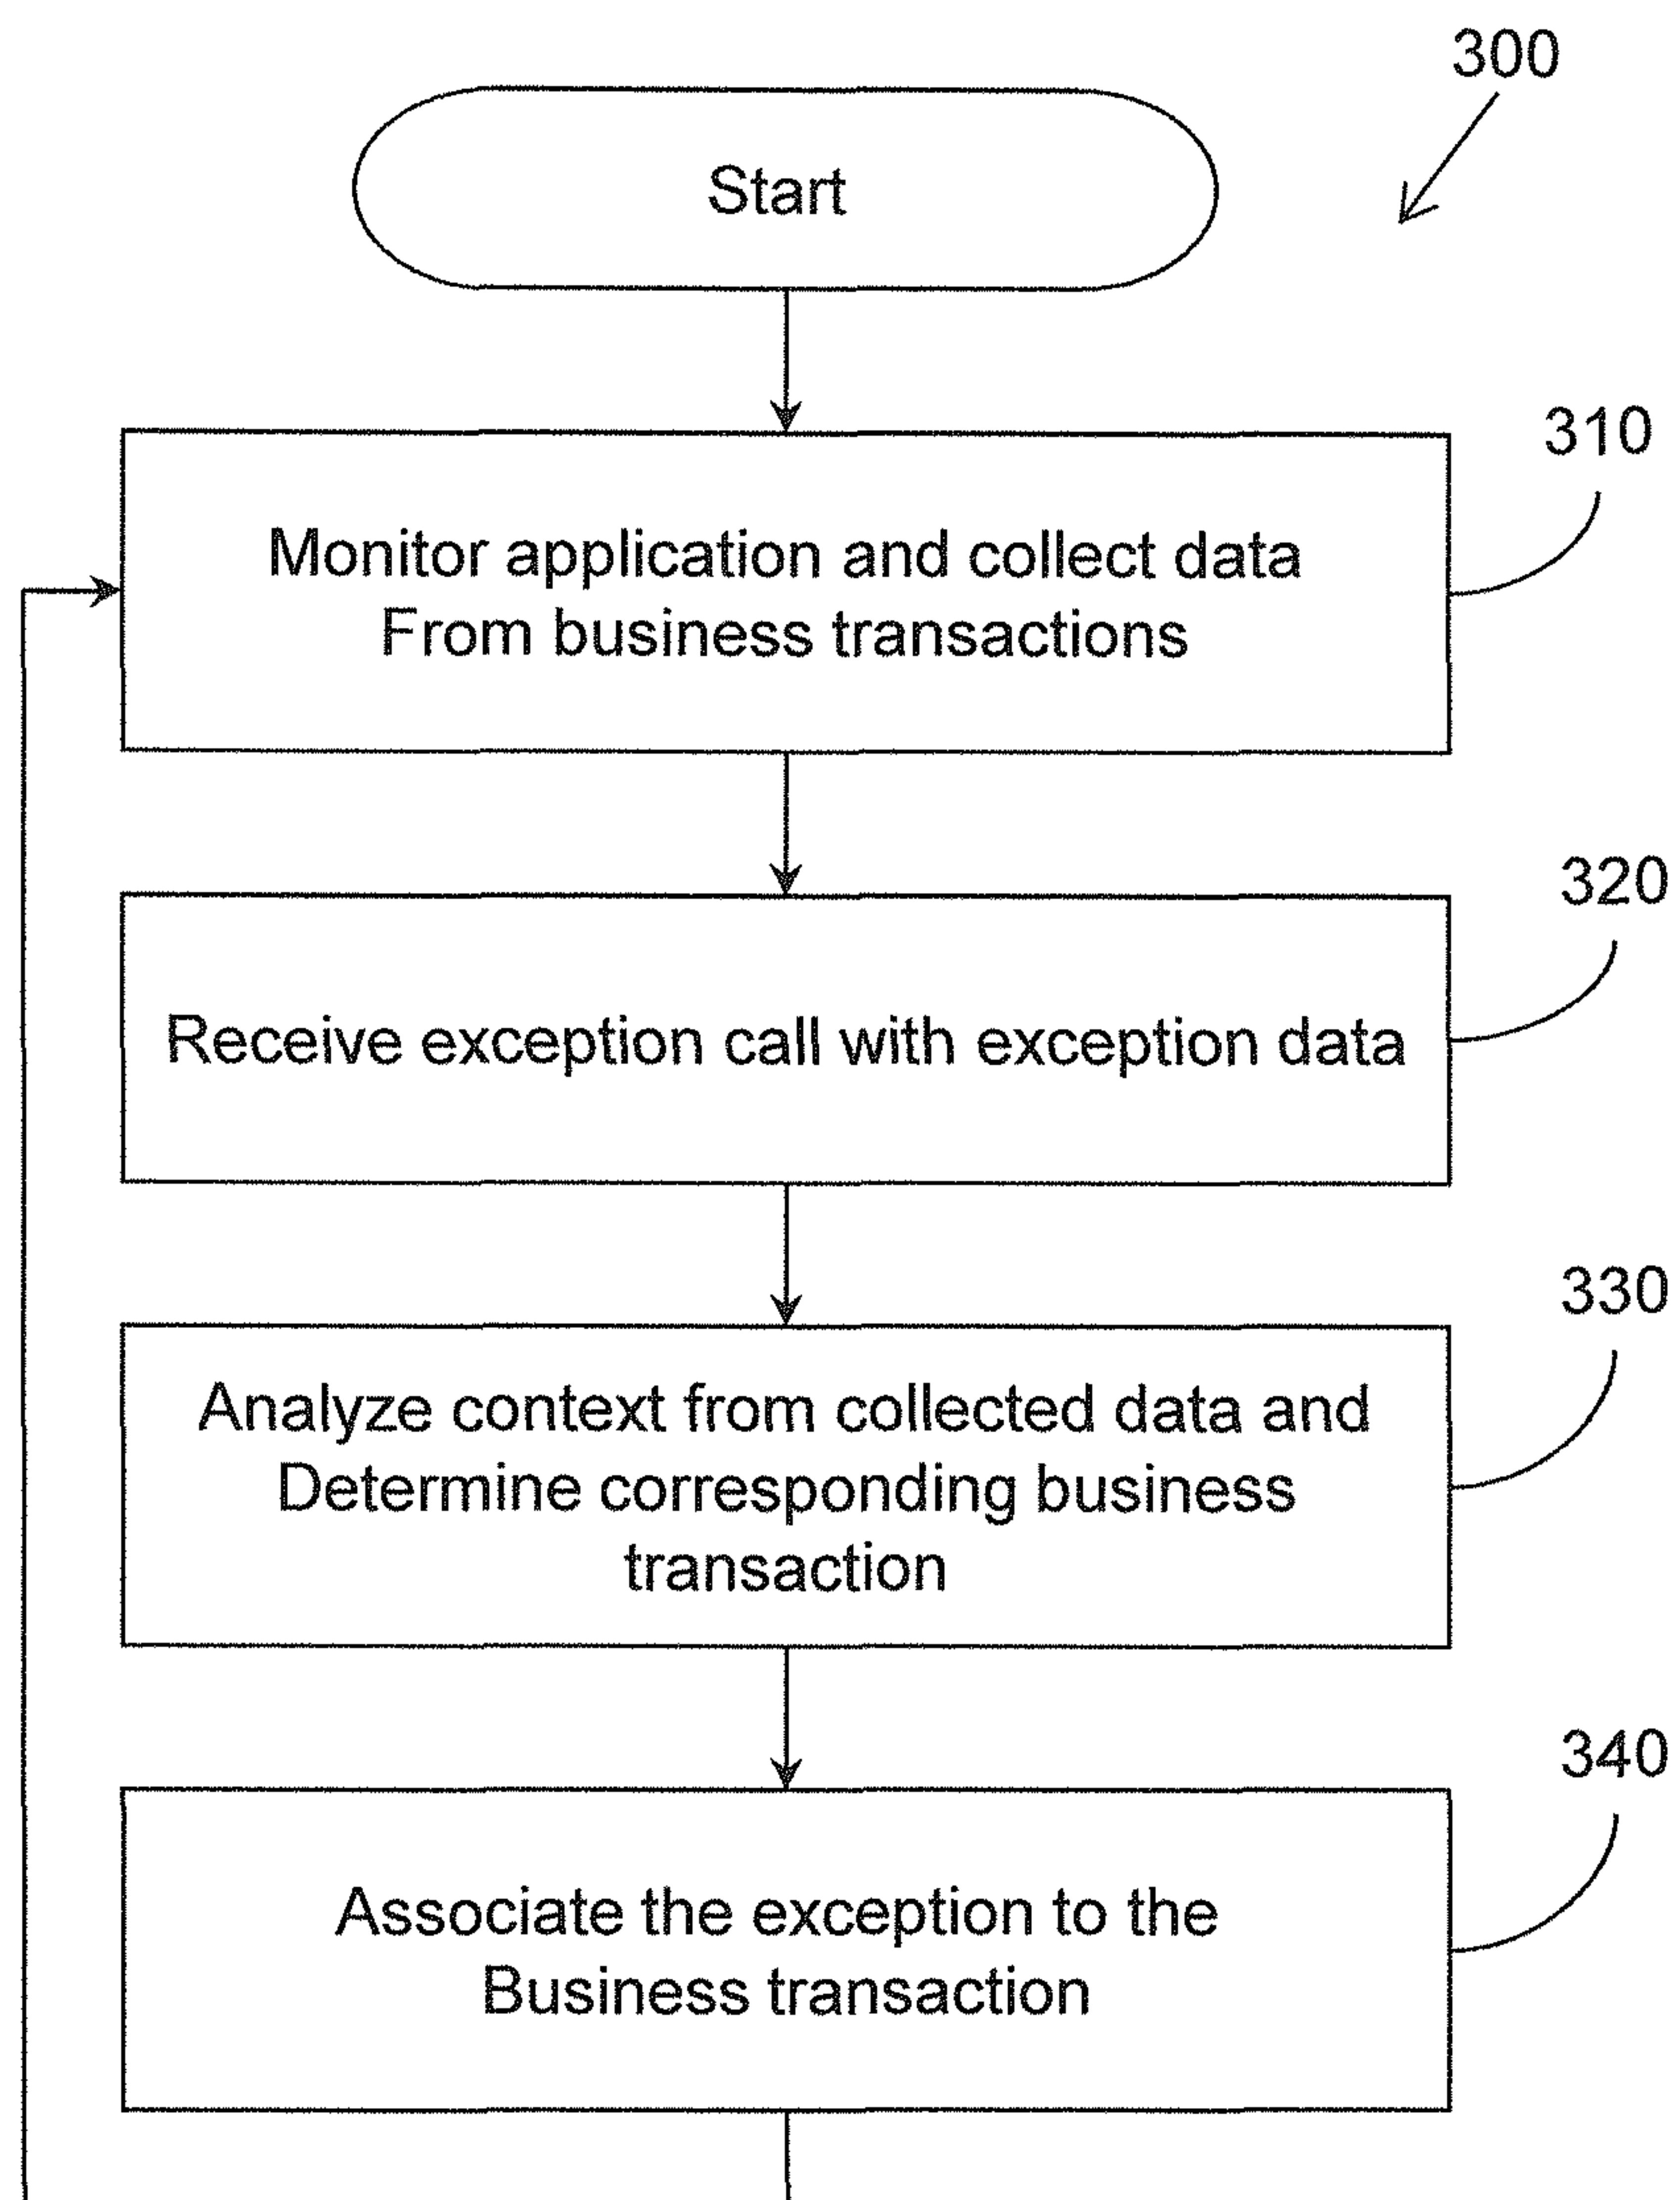 300
Start
310
Monitor application and collect data
From business transactions
320
Receive exception call with exception data
330
Analyze context from collected data and
Determine corresponding business
transaction
340
Associate the exception to the
Business transaction